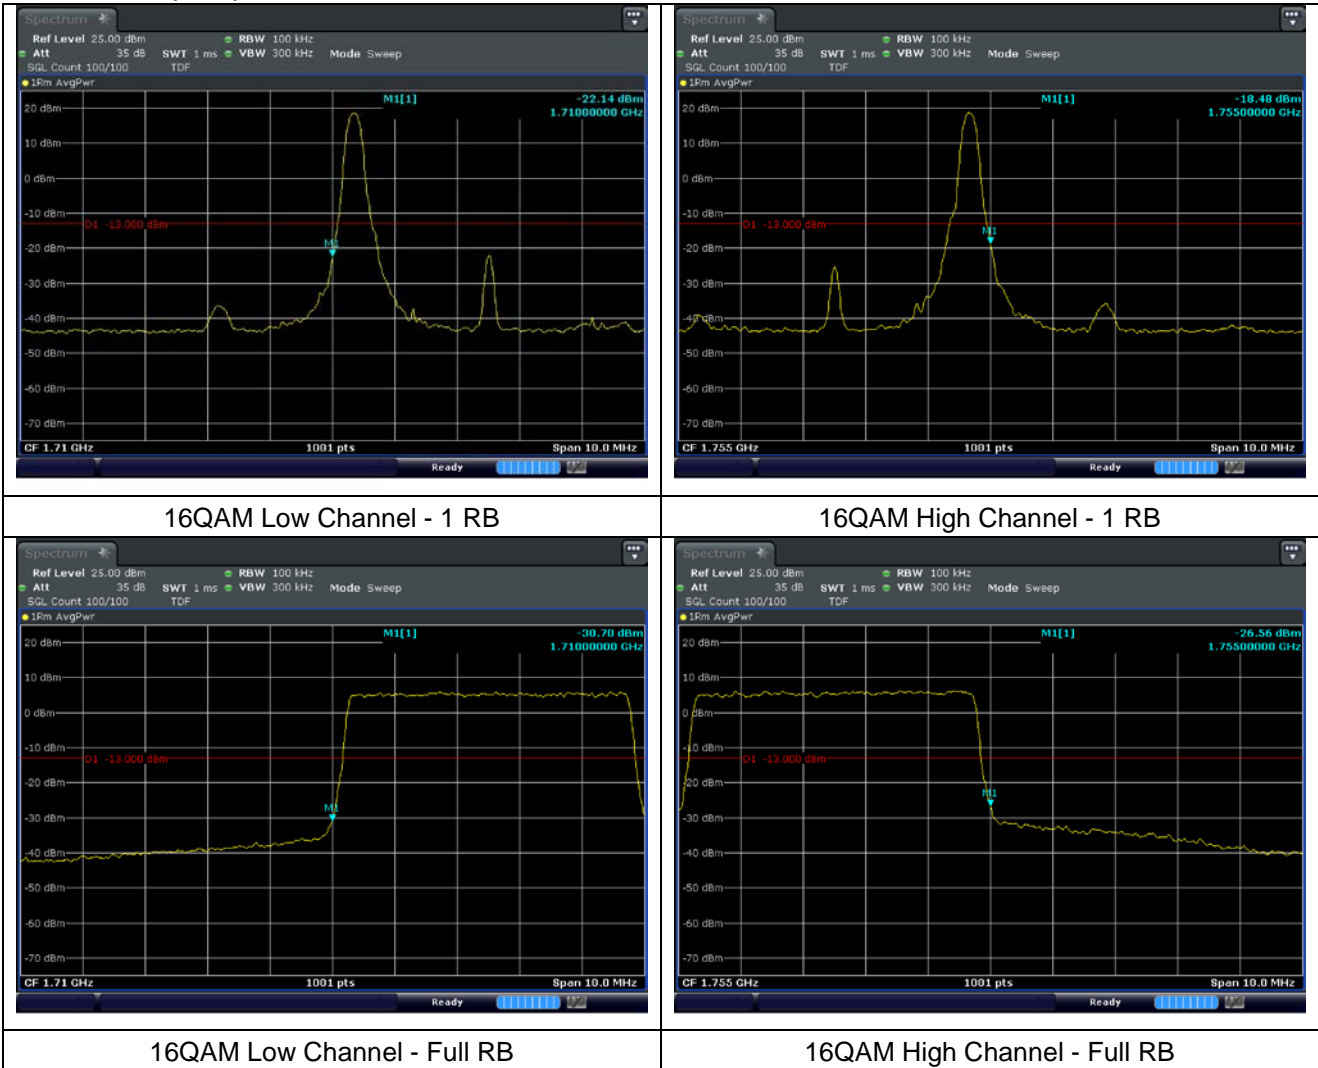 Spectrum
Ref Level 25.00 dBm RBW 100 kHz
Att 35 dB SWT 1 ms VBW 300 kHz Mode Sweep
SGL Count 100/100 TDF
1Rm AvgPwr
M1[1] -22.14 dBm
1.71000000 GHz
20 dBm
10 dBm
0 dBm
-10 dBm
D1 -13.000 dBm
M1
-20 dBm
-30 dBm
-40 dBm
-50 dBm
-60 dBm
-70 dBm
CF 1.71 GHz 1001 pts Span 10.0 MHz
Ready
16QAM Low Channel - 1 RB
Spectrum
Ref Level 25.00 dBm RBW 100 kHz
Att 35 dB SWT 1 ms VBW 300 kHz Mode Sweep
SGL Count 100/100 TDF
1Rm AvgPwr
M1[1] -18.48 dBm
1.75500000 GHz
20 dBm
10 dBm
0 dBm
-10 dBm
D1 -13.000 dBm
M1
-20 dBm
-30 dBm
-40 dBm
-50 dBm
-60 dBm
-70 dBm
CF 1.755 GHz 1001 pts Span 10.0 MHz
Ready
16QAM High Channel - 1 RB
Spectrum
Ref Level 25.00 dBm RBW 100 kHz
Att 35 dB SWT 1 ms VBW 300 kHz Mode Sweep
SGL Count 100/100 TDF
1Rm AvgPwr
M1[1] -30.70 dBm
1.71000000 GHz
20 dBm
10 dBm
0 dBm
-10 dBm
D1 -13.000 dBm
-20 dBm
M1
-30 dBm
-40 dBm
-50 dBm
-60 dBm
-70 dBm
CF 1.71 GHz 1001 pts Span 10.0 MHz
Ready
16QAM Low Channel - Full RB
Spectrum
Ref Level 25.00 dBm RBW 100 kHz
Att 35 dB SWT 1 ms VBW 300 kHz Mode Sweep
SGL Count 100/100 TDF
1Rm AvgPwr
M1[1] -26.56 dBm
1.75500000 GHz
20 dBm
10 dBm
0 dBm
-10 dBm
D1 -13.000 dBm
-20 dBm
M1
-30 dBm
-40 dBm
-50 dBm
-60 dBm
-70 dBm
CF 1.755 GHz 1001 pts Span 10.0 MHz
Ready
16QAM High Channel - Full RB